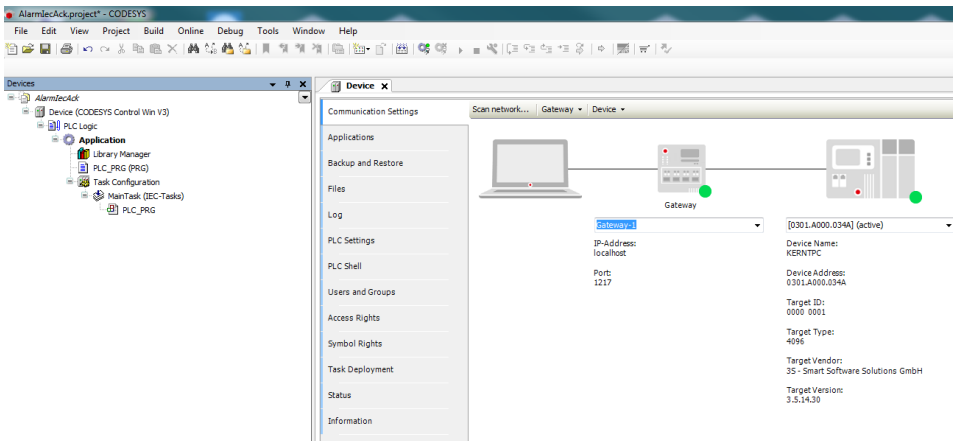 AlarmIecAck.project* - CODESYS
File Edit View Project Build Online Debug Tools Window Help
Devices
AlarmIecAck
Device (CODESYS Control Win V3)
PLC Logic
Application
Library Manager
PLC_PRG (PRG)
Task Configuration
MainTask (IEC-Tasks)
PLC_PRG
Device
Communication Settings
Applications
Backup and Restore
Files
Log
PLC Settings
PLC Shell
Users and Groups
Access Rights
Symbol Rights
Task Deployment
Status
Information
Scan network... Gateway Device
Gateway
Gateway-1
IP-Address:
localhost
Port:
1217
[0301.A000.034A] (active)
Device Name:
KERNTPC
Device Address:
0301.A000.034A
Target ID:
0000 0001
Target Type:
4096
Target Vendor:
3S - Smart Software Solutions GmbH
Target Version:
3.5.14.30